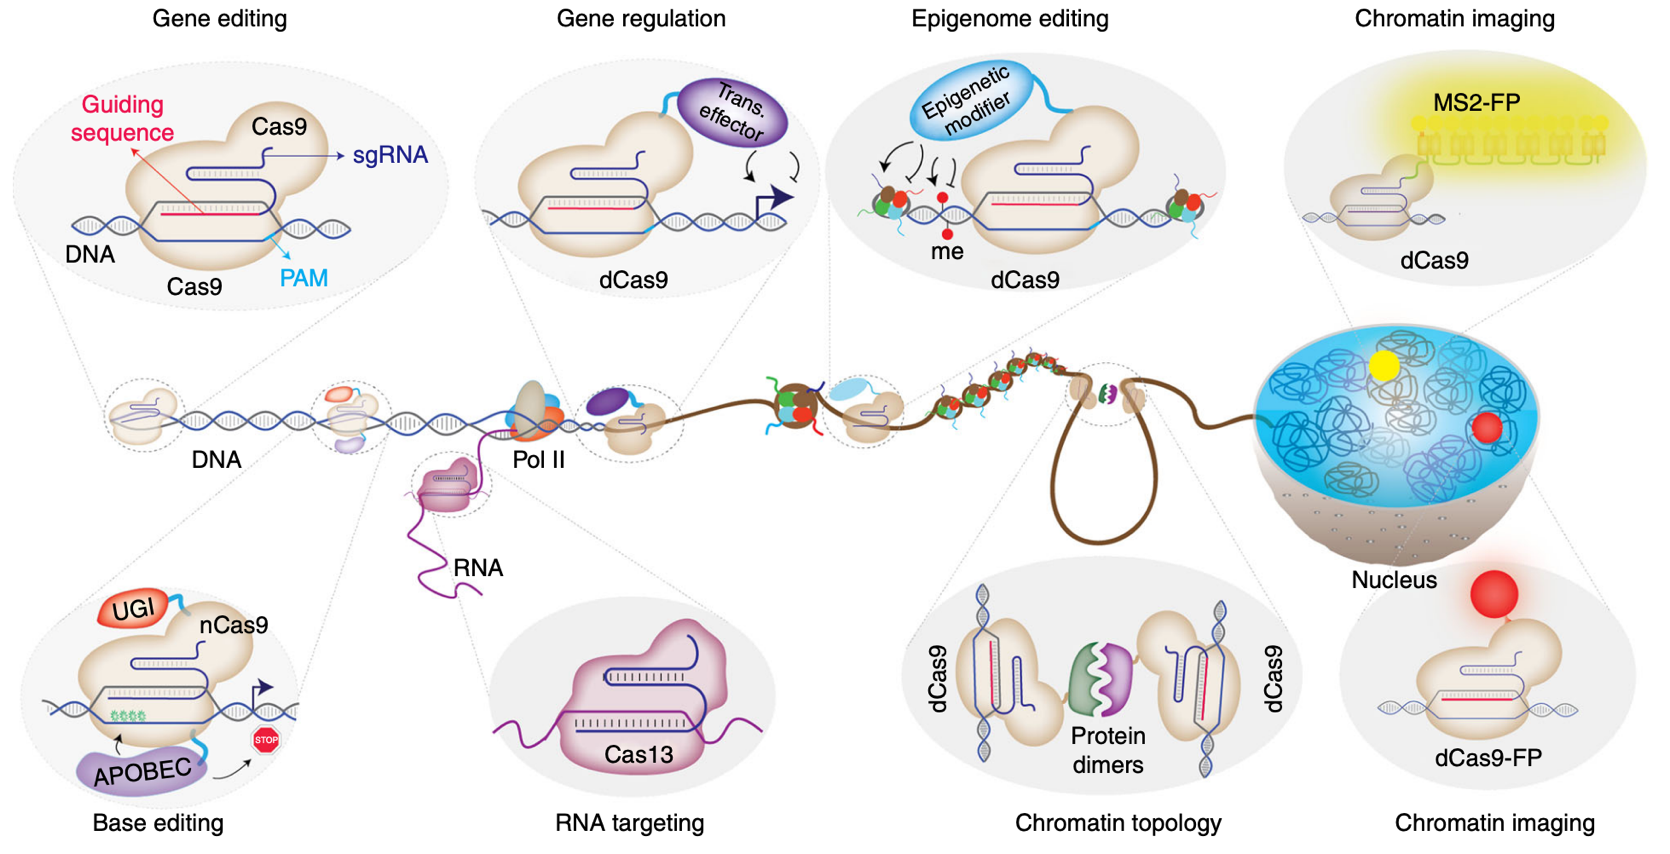 Gene editing
Gene regulation
Epigenome editing
Chromatin imaging
Guiding
sequence
Cas9
sgRNA
DNA
Cas9
PAM
Trans.
effector
dCas9
Epigenetic
modifier
me
dCas9
MS2-FP
dCas9
DNA
Pol II
RNA
Nucleus
UGI
nCas9
APOBEC
STOP
Cas13
dCas9
Protein
dimers
dCas9
dCas9-FP
Base editing
RNA targeting
Chromatin topology
Chromatin imaging